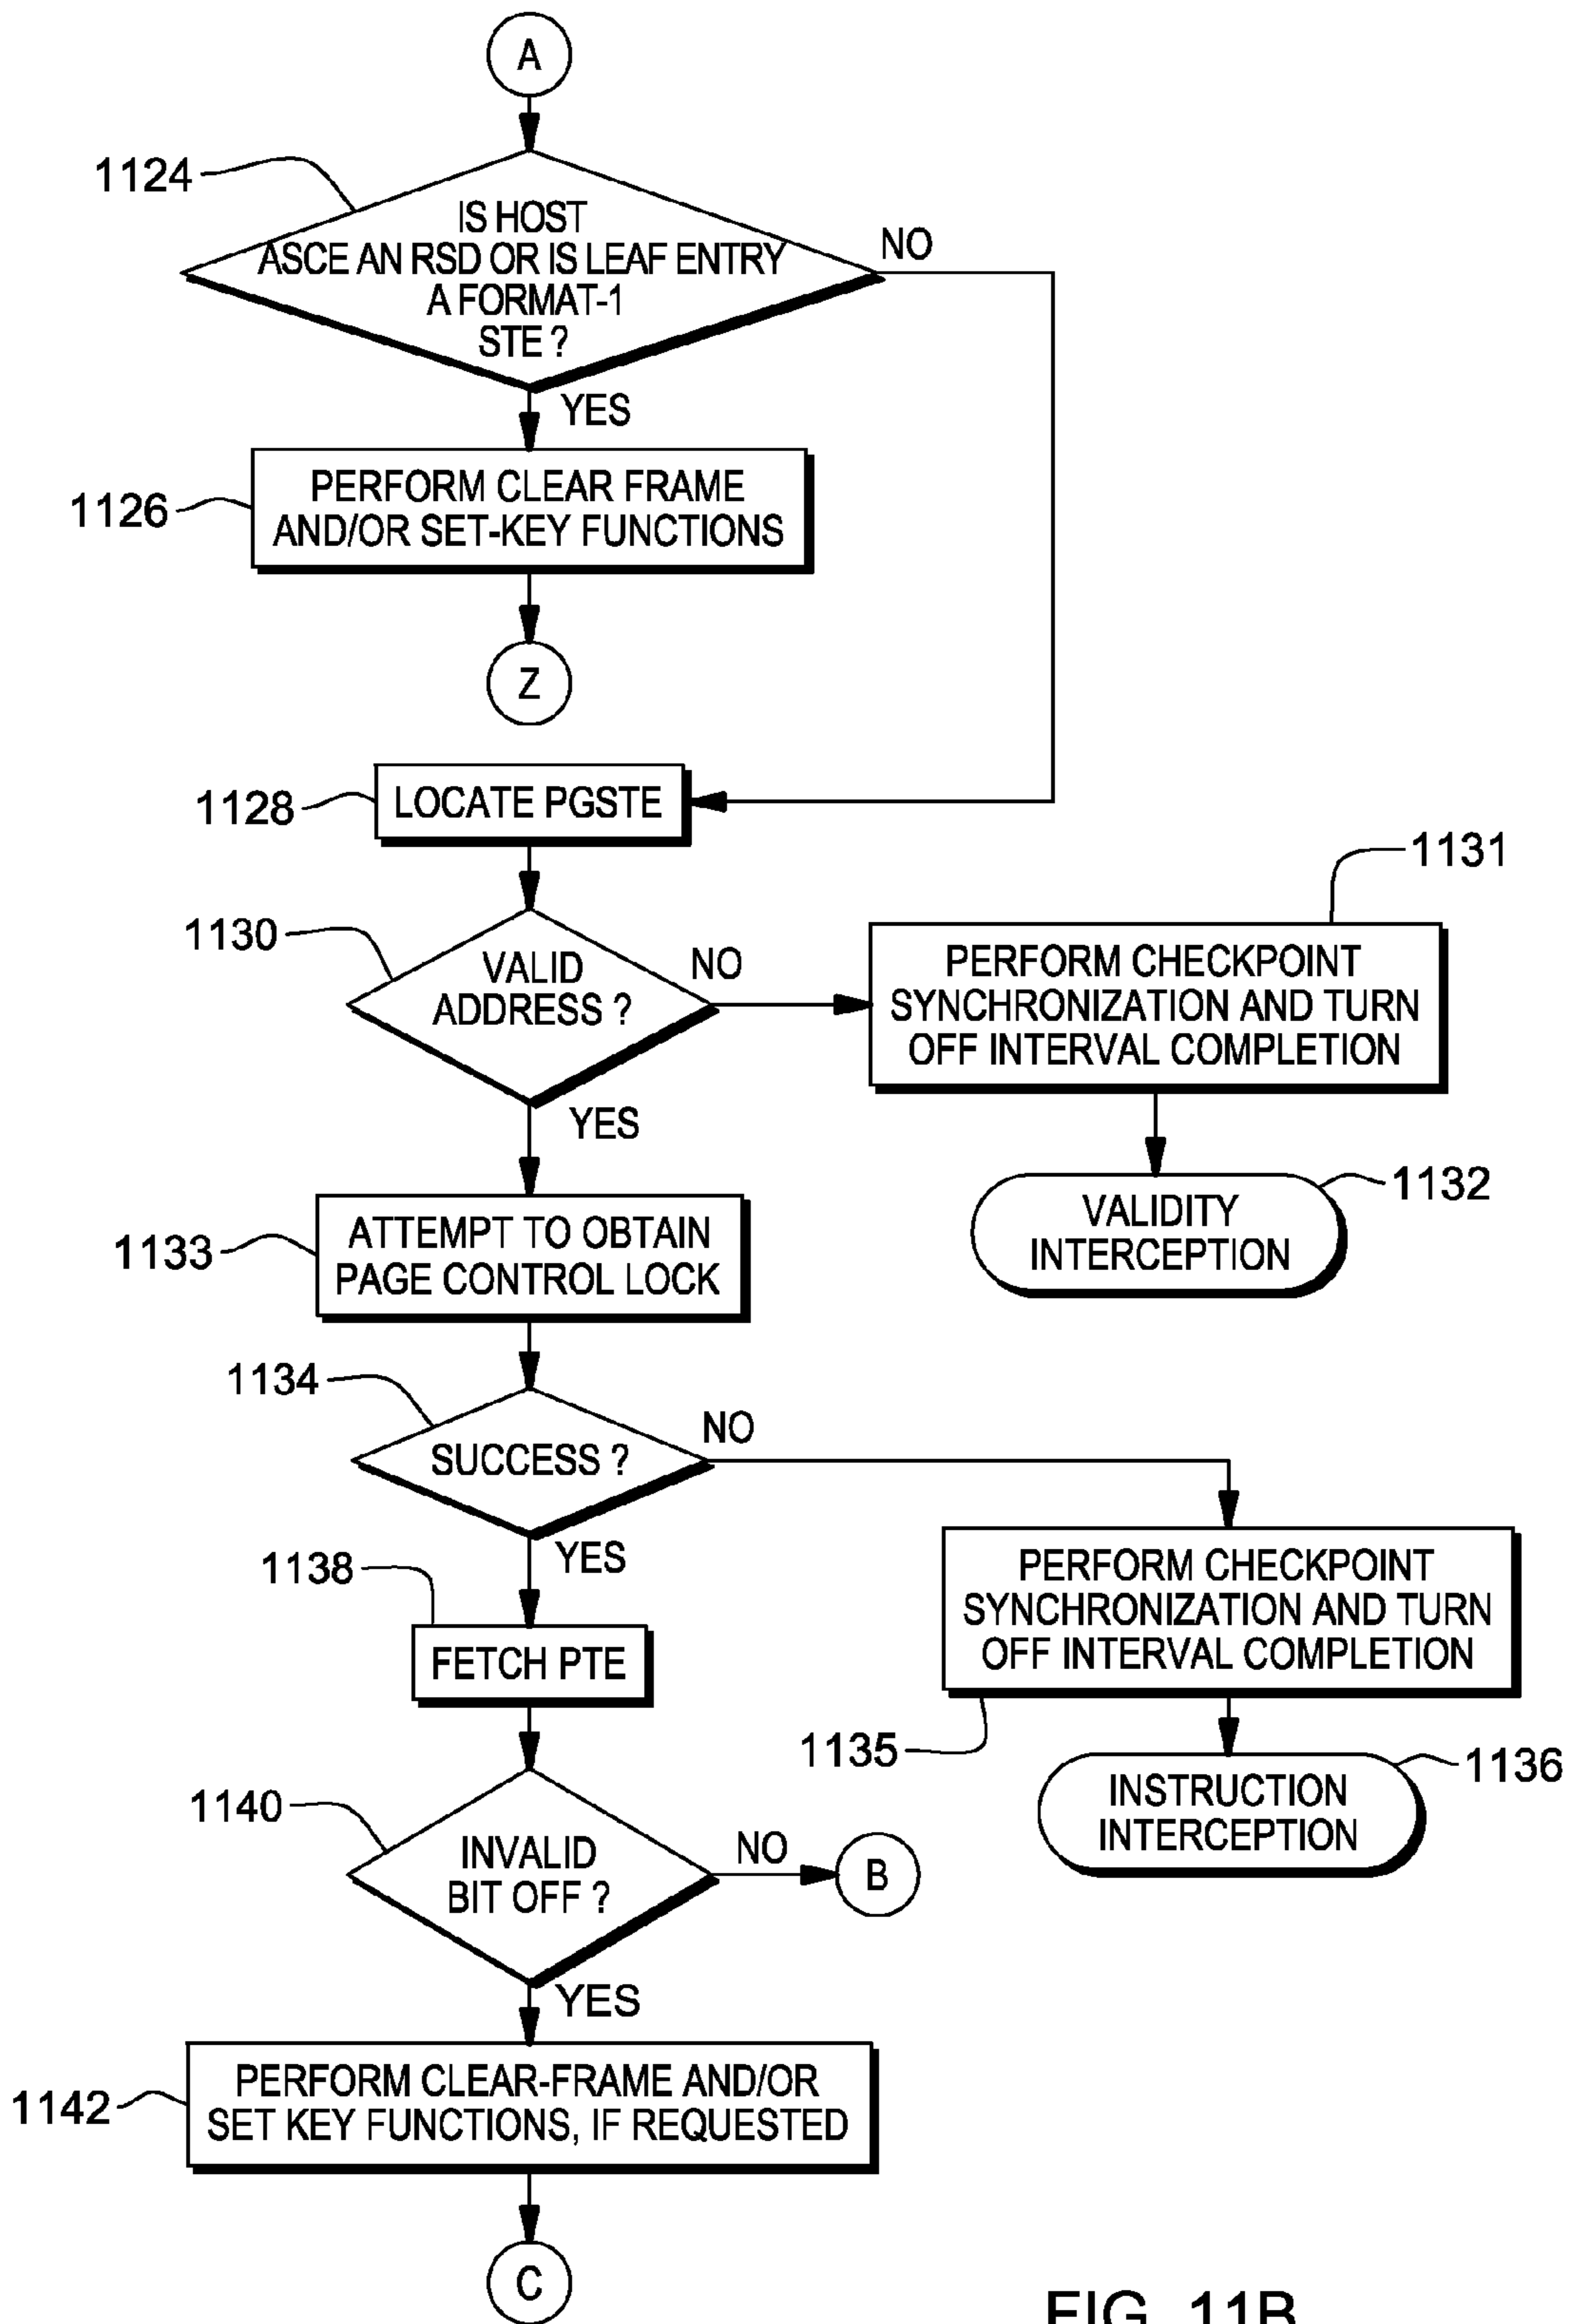 A
1124
IS HOST
ASCE AN RSD OR IS LEAF ENTRY
A FORMAT-1
STE ?
NO
YES
1126
PERFORM CLEAR FRAME
AND/OR SET-KEY FUNCTIONS
Z
1128
LOCATE PGSTE
1130
VALID
ADDRESS ?
NO
YES
1131
PERFORM CHECKPOINT
SYNCHRONIZATION AND TURN
OFF INTERVAL COMPLETION
1132
VALIDITY
INTERCEPTION
1133
ATTEMPT TO OBTAIN
PAGE CONTROL LOCK
1134
SUCCESS ?
NO
YES
PERFORM CHECKPOINT
SYNCHRONIZATION AND TURN
OFF INTERVAL COMPLETION
1135
1136
INSTRUCTION
INTERCEPTION
1138
FETCH PTE
1140
INVALID
BIT OFF ?
NO
B
YES
1142
PERFORM CLEAR-FRAME AND/OR
SET KEY FUNCTIONS, IF REQUESTED
C
FIG. 11B